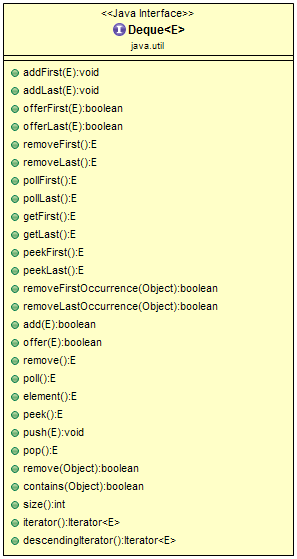 <<Java Interface>>
Deque<E>
java.util
addFirst(E):void
addLast(E):void
offerFirst(E):boolean
offerLast(E):boolean
removeFirst():E
removeLast():E
pollFirst():E
pollLast():E
getFirst():E
getLast():E
peekFirst():E
peekLast():E
removeFirstOccurrence(Object):boolean
removeLastOccurrence(Object):boolean
add(E):boolean
offer(E):boolean
remove():E
poll():E
element():E
peek():E
push(E):void
pop():E
remove(Object):boolean
contains(Object):boolean
size():int
iterator():Iterator<E>
descendingIterator():Iterator<E>